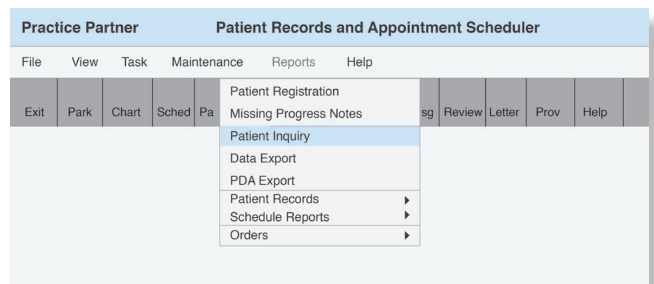 Practice Partner Patient Records and Appointment Scheduler
File View Task Maintenance Reports Help
Exit Park Chart Sched Pa sg Review Letter Prov Help
Patient Registration
Missing Progress Notes
Patient Inquiry
Data Export
PDA Export
Patient Records
Schedule Reports
Orders